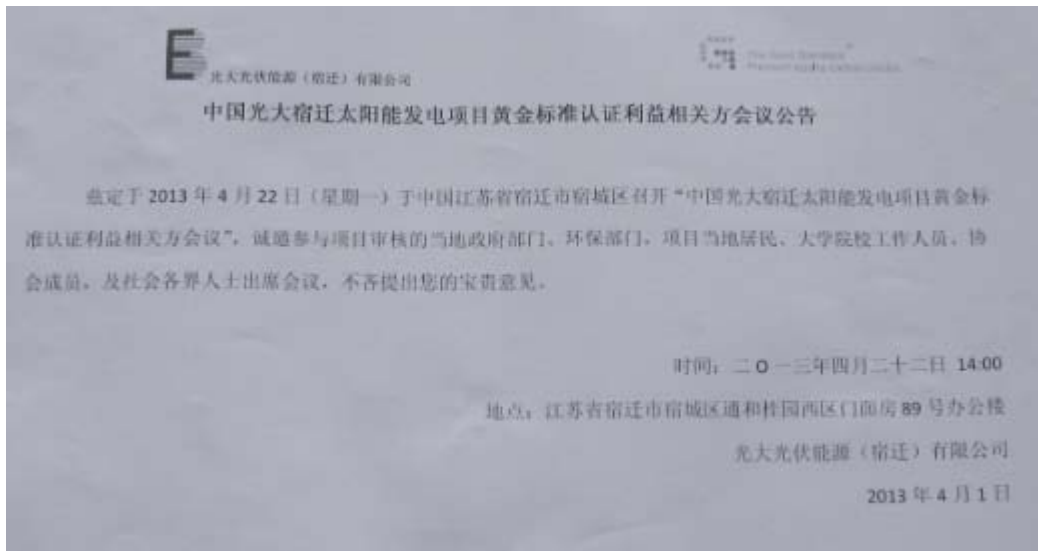 光大光伏能源（宿迁）有限公司
The Gold Standard
中国光大宿迁太阳能发电项目黄金标准认证利益相关方会议公告
兹定于 2013 年 4 月 22 日（星期一）于中国江苏省宿迁市宿城区召开“中国光大宿迁太阳能发电项目黄金标
准认证利益相关方会议”，诚邀参与项目审核的当地政府部门、环保部门、项目当地居民、大学院校工作人员、协
会成员，及社会各界人士出席会议，不吝提出您的宝贵意见。
时间：二 O 一三年四月二十二日 14:00
地点：江苏省宿迁市宿城区通和桂园西区门面房 89 号办公楼
光大光伏能源（宿迁）有限公司
2013 年 4 月 1 日